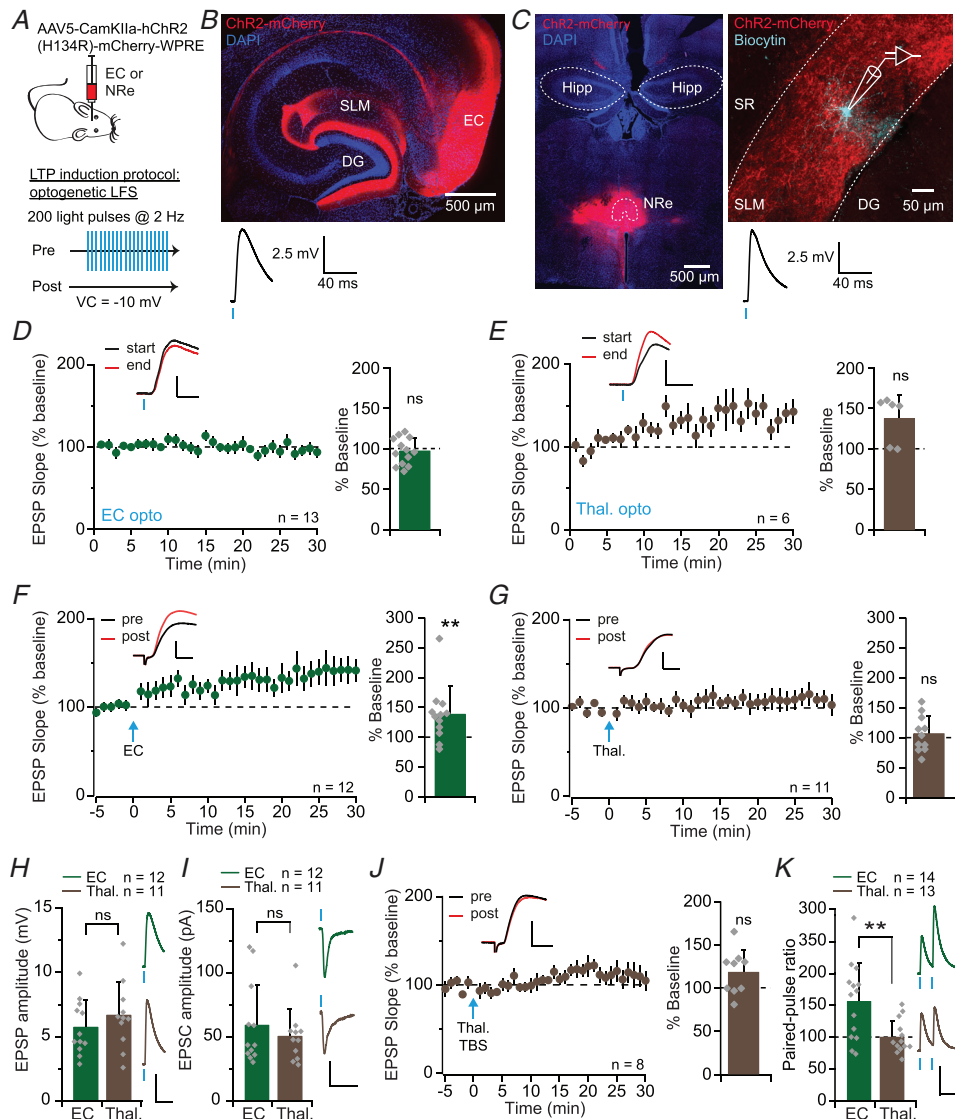 A
AAV5-CamKIIa-hChR2
(H134R)-mCherry-WPRE
EC or
NRe
LTP induction protocol:
optogenetic LFS
200 light pulses @ 2 Hz
Pre
Post
VC = -10 mV
B
ChR2-mCherry
DAPI
SLM
DG
EC
500 µm
2.5 mV
40 ms
C
ChR2-mCherry
DAPI
Hipp
Hipp
NRe
500 µm
Biocytin
SR
SLM
DG
50 µm
2.5 mV
40 ms
D
start
end
EPSP Slope (% baseline)
200
100
0
EC opto
n = 13
0 5 10 15 20 25 30
Time (min)
% Baseline
200
150
100
50
0
ns
E
start
end
EPSP Slope (% baseline)
200
100
0
Thal. opto
n = 6
0 5 10 15 20 25 30
Time (min)
% Baseline
200
150
100
50
0
ns
F
pre
post
EPSP Slope (% baseline)
200
100
0
EC
n = 12
-5 0 5 10 15 20 25 30
Time (min)
% Baseline
300
250
200
150
100
50
0
**
G
pre
post
EPSP Slope (% baseline)
200
100
0
Thal.
n = 11
-5 0 5 10 15 20 25 30
Time (min)
% Baseline
300
250
200
150
100
50
0
ns
H
EC n = 12
Thal. n = 11
EPSP amplitude (mV)
15
10
5
0
ns
EC Thal.
I
EC n = 12
Thal. n = 11
EPSC amplitude (pA)
150
100
50
0
ns
EC Thal.
J
pre
post
EPSP Slope (% baseline)
200
100
0
Thal.
TBS
n = 8
-5 0 5 10 15 20 25 30
Time (min)
% Baseline
200
150
100
50
0
ns
K
EC n = 14
Thal. n = 13
Paired-pulse ratio
300
250
200
150
100
50
0
**
EC Thal.